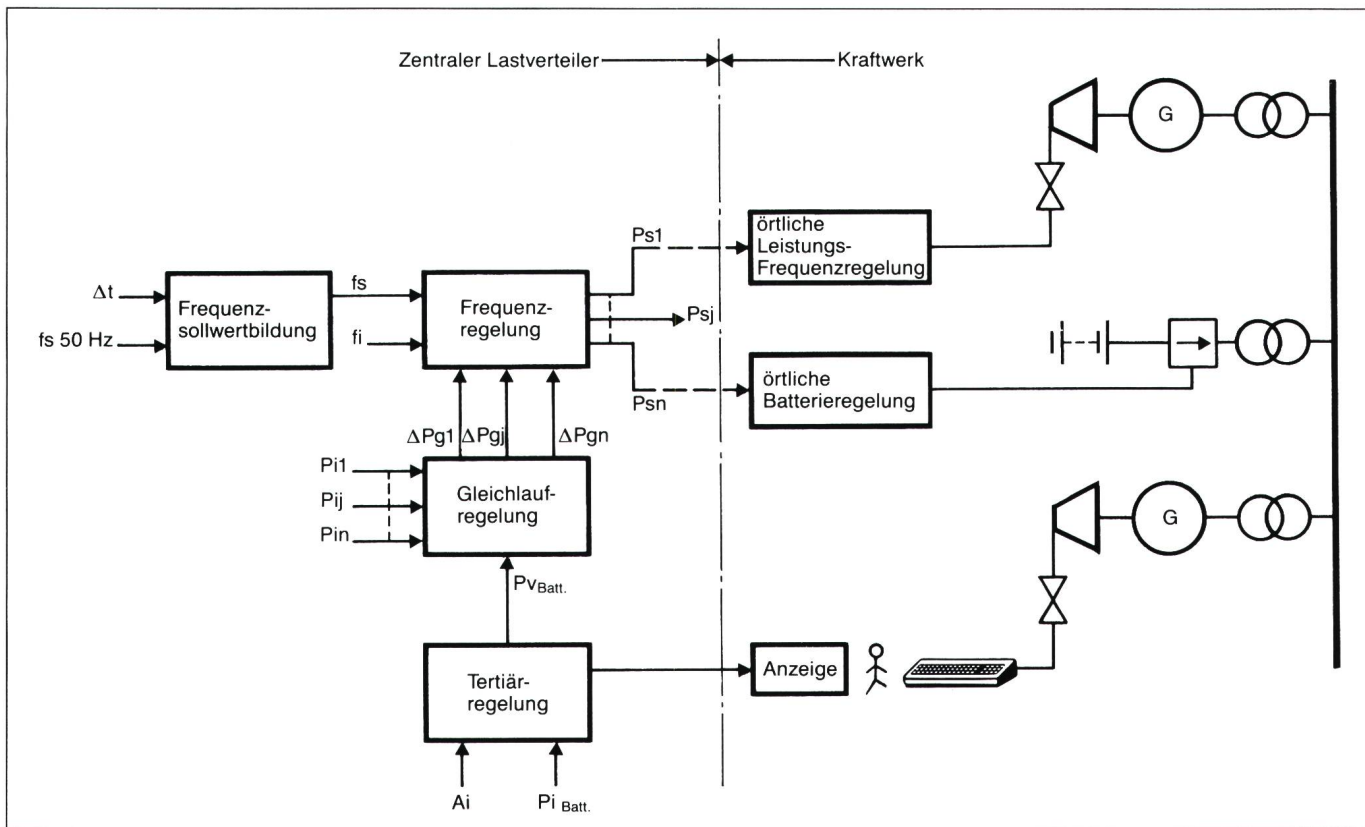 Zentraler Lastverteiler
Kraftwerk
G
Ps1
örtliche
Leistungs-
Frequenzregelung
Δt
fs 50 Hz
Frequenz-
sollwertbildung
fs
fi
Frequenz-
regelung
Psj
Psn
örtliche
Batterieregelung
ΔPg1 ΔPgj ΔPgn
Pi1
Pij
Pin
Gleichlauf-
regelung
G
PvBatt.
Tertiär-
regelung
Anzeige
Ai
Pi Batt.